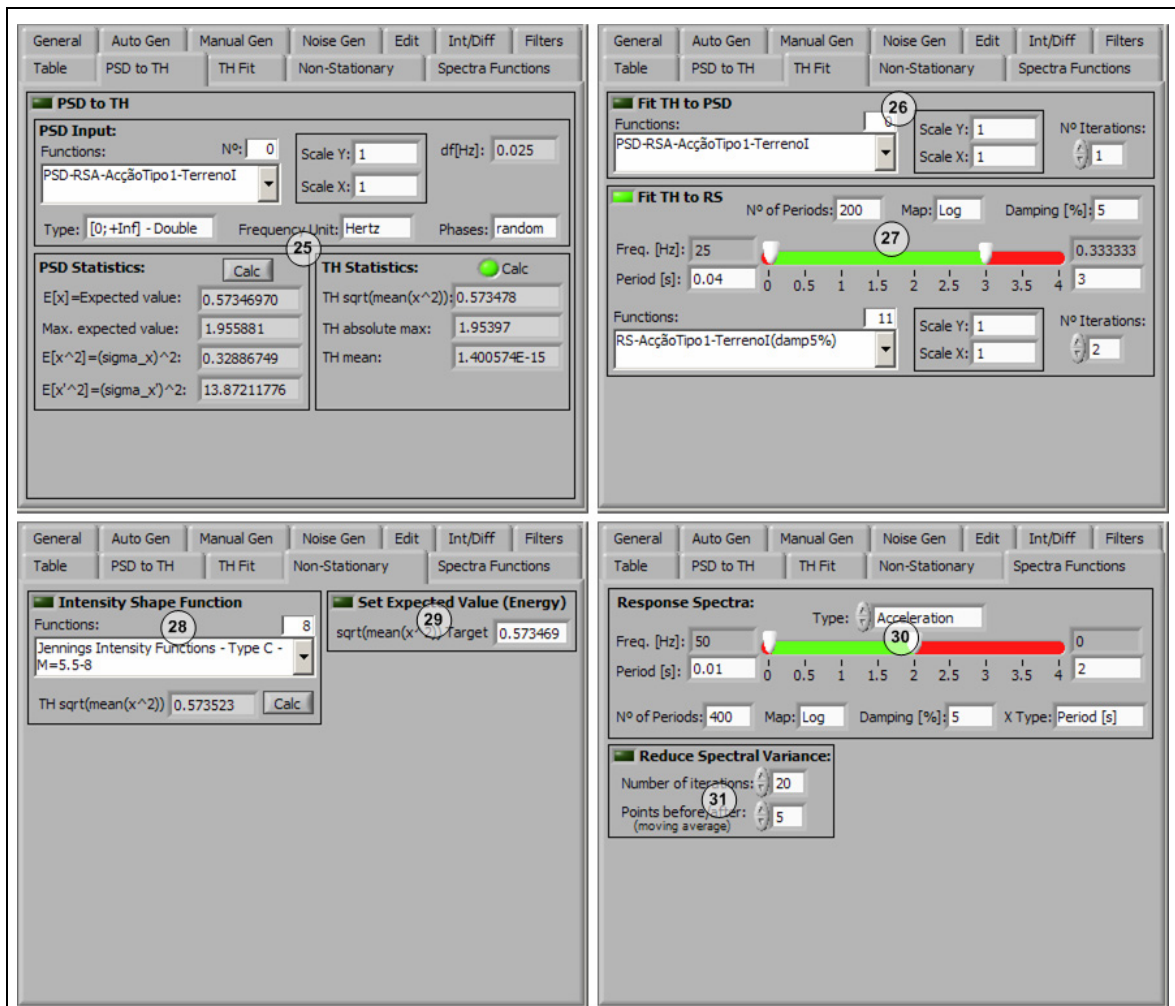 General Auto Gen Manual Gen Noise Gen Edit Int/Diff Filters
Table PSD to TH TH Fit Non-Stationary Spectra Functions
PSD to TH
PSD Input:
Functions: Nº: 0
PSD-RSA-AcçãoTipo1-TerrenoI
Scale Y: 1 df[Hz]: 0.025
Scale X: 1
Type: [0;+Inf] - Double Frequency Unit: Hertz Phases: random
25
PSD Statistics: Calc
E[x]=Expected value: 0.57346970
Max. expected value: 1.955881
E[x^2]=(sigma_x)^2: 0.32886749
E[x'^2]=(sigma_x')^2: 13.87211776
TH Statistics: Calc
TH sqrt(mean(x^2)): 0.573478
TH absolute max: 1.95397
TH mean: 1.400574E-15
General Auto Gen Manual Gen Noise Gen Edit Int/Diff Filters
Table PSD to TH TH Fit Non-Stationary Spectra Functions
Fit TH to PSD
26
Functions:
PSD-RSA-AcçãoTipo1-TerrenoI
Scale Y: 1 Nº Iterations:
Scale X: 1 1
Fit TH to RS
Nº of Periods: 200 Map: Log Damping [%]: 5
27
Freq. [Hz]: 25 0.333333
Period [s]: 0.04 0 0.5 1 1.5 2 2.5 3 3.5 4 3
Functions: 11
RS-AcçãoTipo1-TerrenoI(damp5%)
Scale Y: 1 Nº Iterations:
Scale X: 1 2
General Auto Gen Manual Gen Noise Gen Edit Int/Diff Filters
Table PSD to TH TH Fit Non-Stationary Spectra Functions
Intensity Shape Function
Functions: 28 8
Jennings Intensity Functions - Type C -
M=5.5-8
TH sqrt(mean(x^2)) 0.573523 Calc
Set Expected Value (Energy)
29
sqrt(mean(x^2)) Target 0.573469
General Auto Gen Manual Gen Noise Gen Edit Int/Diff Filters
Table PSD to TH TH Fit Non-Stationary Spectra Functions
Response Spectra:
Type: Acceleration
30
Freq. [Hz]: 50 0
Period [s]: 0.01 0 0.5 1 1.5 2 2.5 3 3.5 4 2
Nº of Periods: 400 Map: Log Damping [%]: 5 X Type: Period [s]
Reduce Spectral Variance:
Number of iterations: 20
31
Points before/after: 5
(moving average)